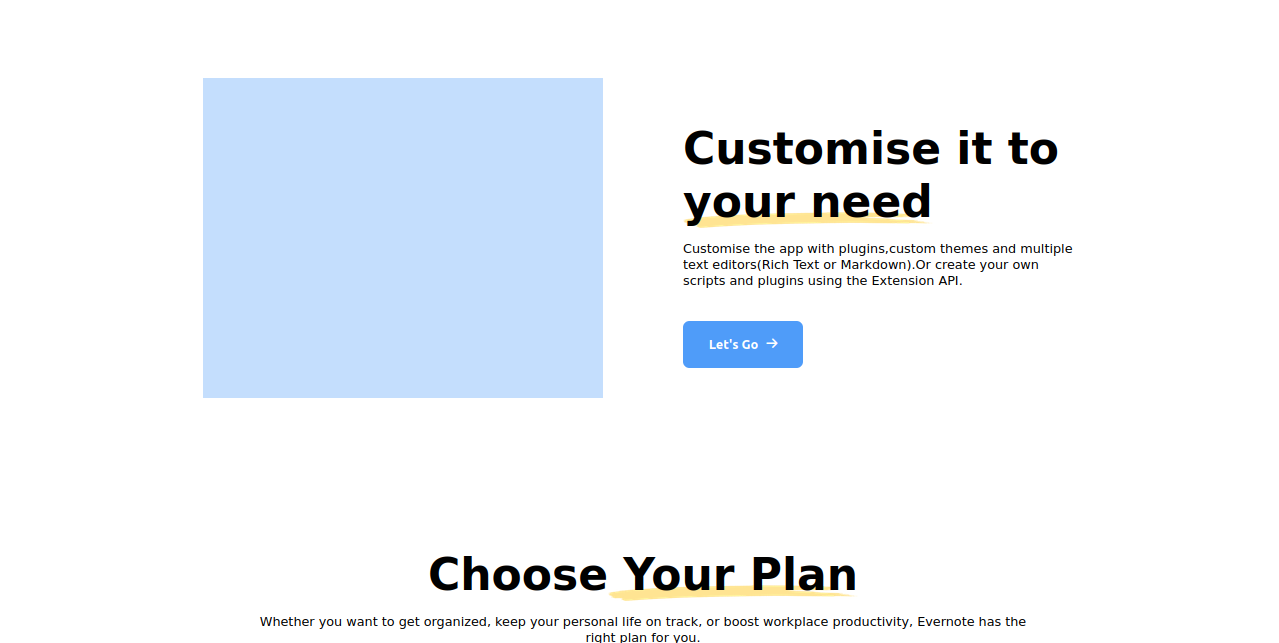 Customise it to
your need
Customise the app with plugins,custom themes and multiple
text editors(Rich Text or Markdown).Or create your own
scripts and plugins using the Extension API.
Let's Go →
Choose Your Plan
Whether you want to get organized, keep your personal life on track, or boost workplace productivity, Evernote has the
right plan for you.